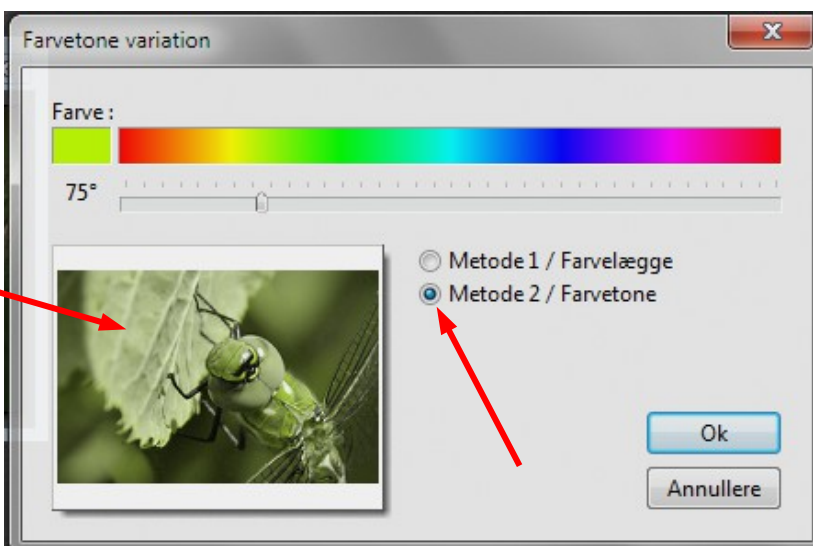 Farvetone variation
Farve :
75°
Metode 1 / Farvelægge
Metode 2 / Farvetone
Ok
Annullere